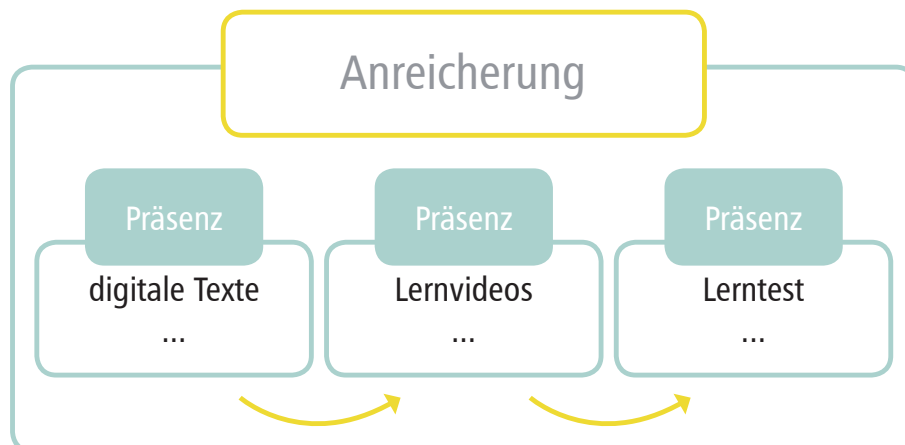 Anreicherung
Präsenz
digitale Texte
...
Präsenz
Lernvideos
...
Präsenz
Lerntest
...